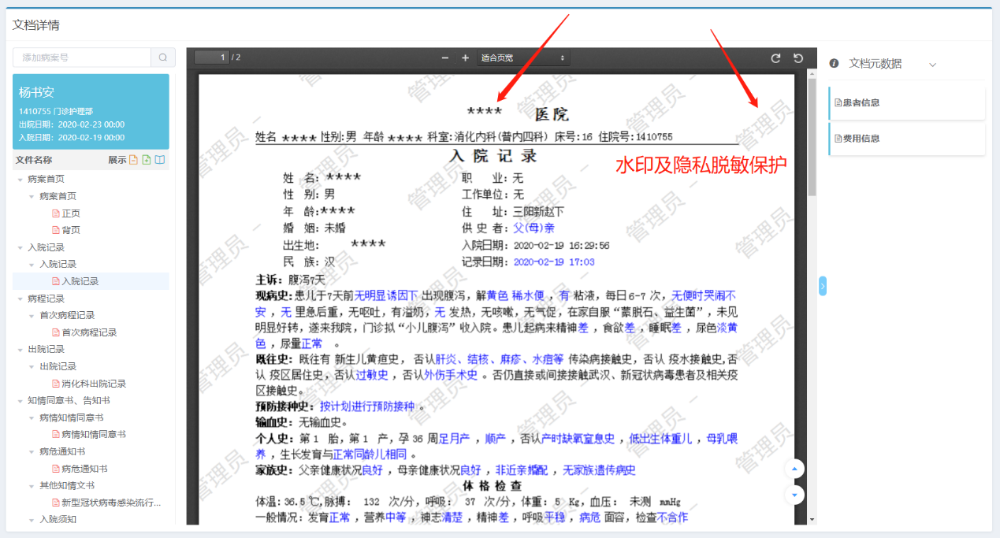 文档详情
添加病案号
杨书安
1410755 门诊护理部
出院日期：2020-02-23 00:00
入院日期：2020-02-19 00:00
文件名称 展示
病案首页
病案首页
正页
背页
入院记录
入院记录
入院记录
病程记录
首次病程记录
首次病程记录
出院记录
出院记录
消化科出院记录
知情同意书、告知书
病情知情同意书
病情知情同意书
病危通知书
病危通知书
其他知情文书
新型冠状病毒感染流行...
入院须知
1 / 2 适合页宽
**** 医院
姓名 **** 性别:男 年龄 **** 科室:消化内科(普内四科) 床号:16 住院号:1410755
入 院 记 录
水印及隐私脱敏保护
姓 名: **** 职 业: 无
性 别: 男 工作单位: 无
年 龄:**** 住 址: 三阳新赵下
婚 姻: 未婚 供 史 者: 父(母)亲
出生地: **** 入院日期: 2020-02-19 16:29:56
民 族: 汉 记录日期: 2020-02-19 17:03
主诉: 腹泻7天
现病史:患儿于7天前无明显诱因下 出现腹泻，解黄色 稀水便 ，有 粘液，每日6-7 次，无便时哭闹不
安 ，无 里急后重，无呕吐，有溢奶，无 发热，无咳嗽，无气促，在家自服“蒙脱石、益生菌”，未见
明显好转，遂来我院，门诊拟“小儿腹泻”收入院。患儿起病来精神差 ，食欲差 ，睡眠差 ，尿色淡黄
色 ，尿量正常 。
既往史: 既往有 新生儿黄疸史 ， 否认肝炎、结核、麻疹、水痘等 传染病接触史，否认 疫水接触史,否
认 疫区居住史，否认过敏史 ，否认外伤手术史 。否仍直接或间接接触武汉、新冠状病毒患者及相关疫
区接触史。
预防接种史: 按计划进行预防接种 。
输血史: 无输血史。
个人史: 第 1 胎，第 1 产，孕 36 周足月产 ，顺产 ，否认产时缺氧窒息史 ，低出生体重儿 ，母乳喂
养 ，生长发育与正常同龄儿相同 。
家族史: 父亲健康状况良好 ，母亲健康状况良好 ，非近亲婚配 ，无家族遗传病史
体 格 检 查
体温: 36.5 ℃,脉搏: 132 次/分，呼吸: 37 次/分，体重: 5 Kg，血压: 未测 mmHg
一般情况: 发育正常 ，营养中等 ，神志清楚 ，精神差 ，呼吸平稳 ，病危 面容，检查不合作
管理员 –
文档元数据
患者信息
费用信息